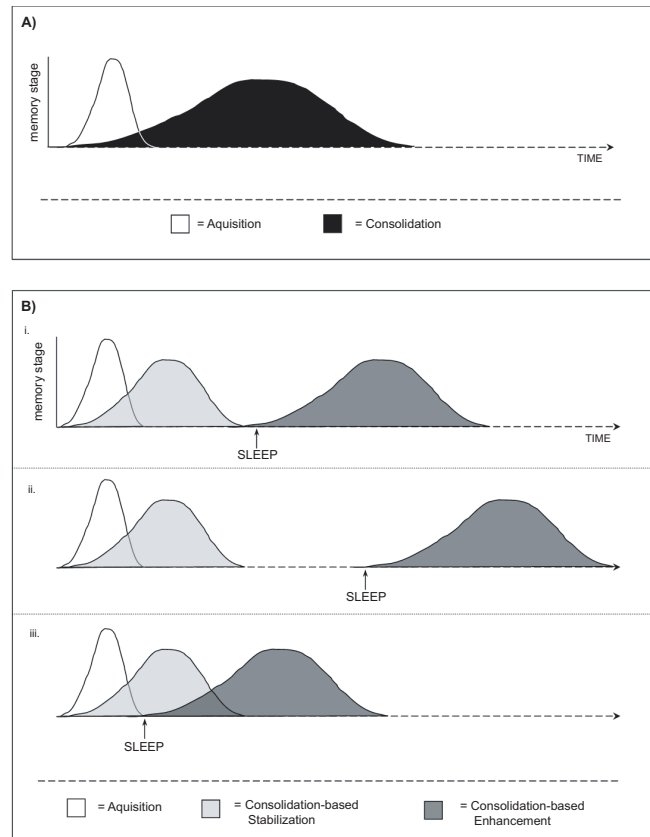 A)
memory stage
TIME
= Aquisition
= Consolidation
B)
i.
memory stage
TIME
SLEEP
ii.
SLEEP
iii.
SLEEP
= Aquisition
= Consolidation-based
Stabilization
= Consolidation-based
Enhancement